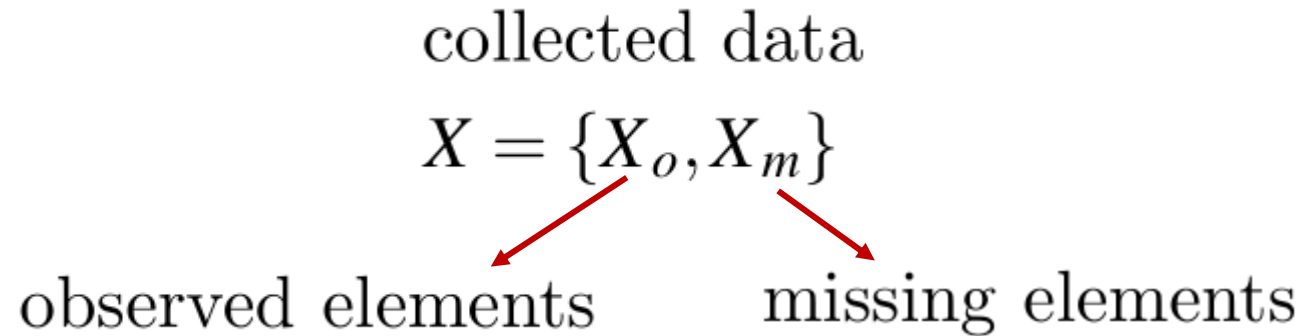 collected data
X = {X_o, X_m}
observed elements
missing elements